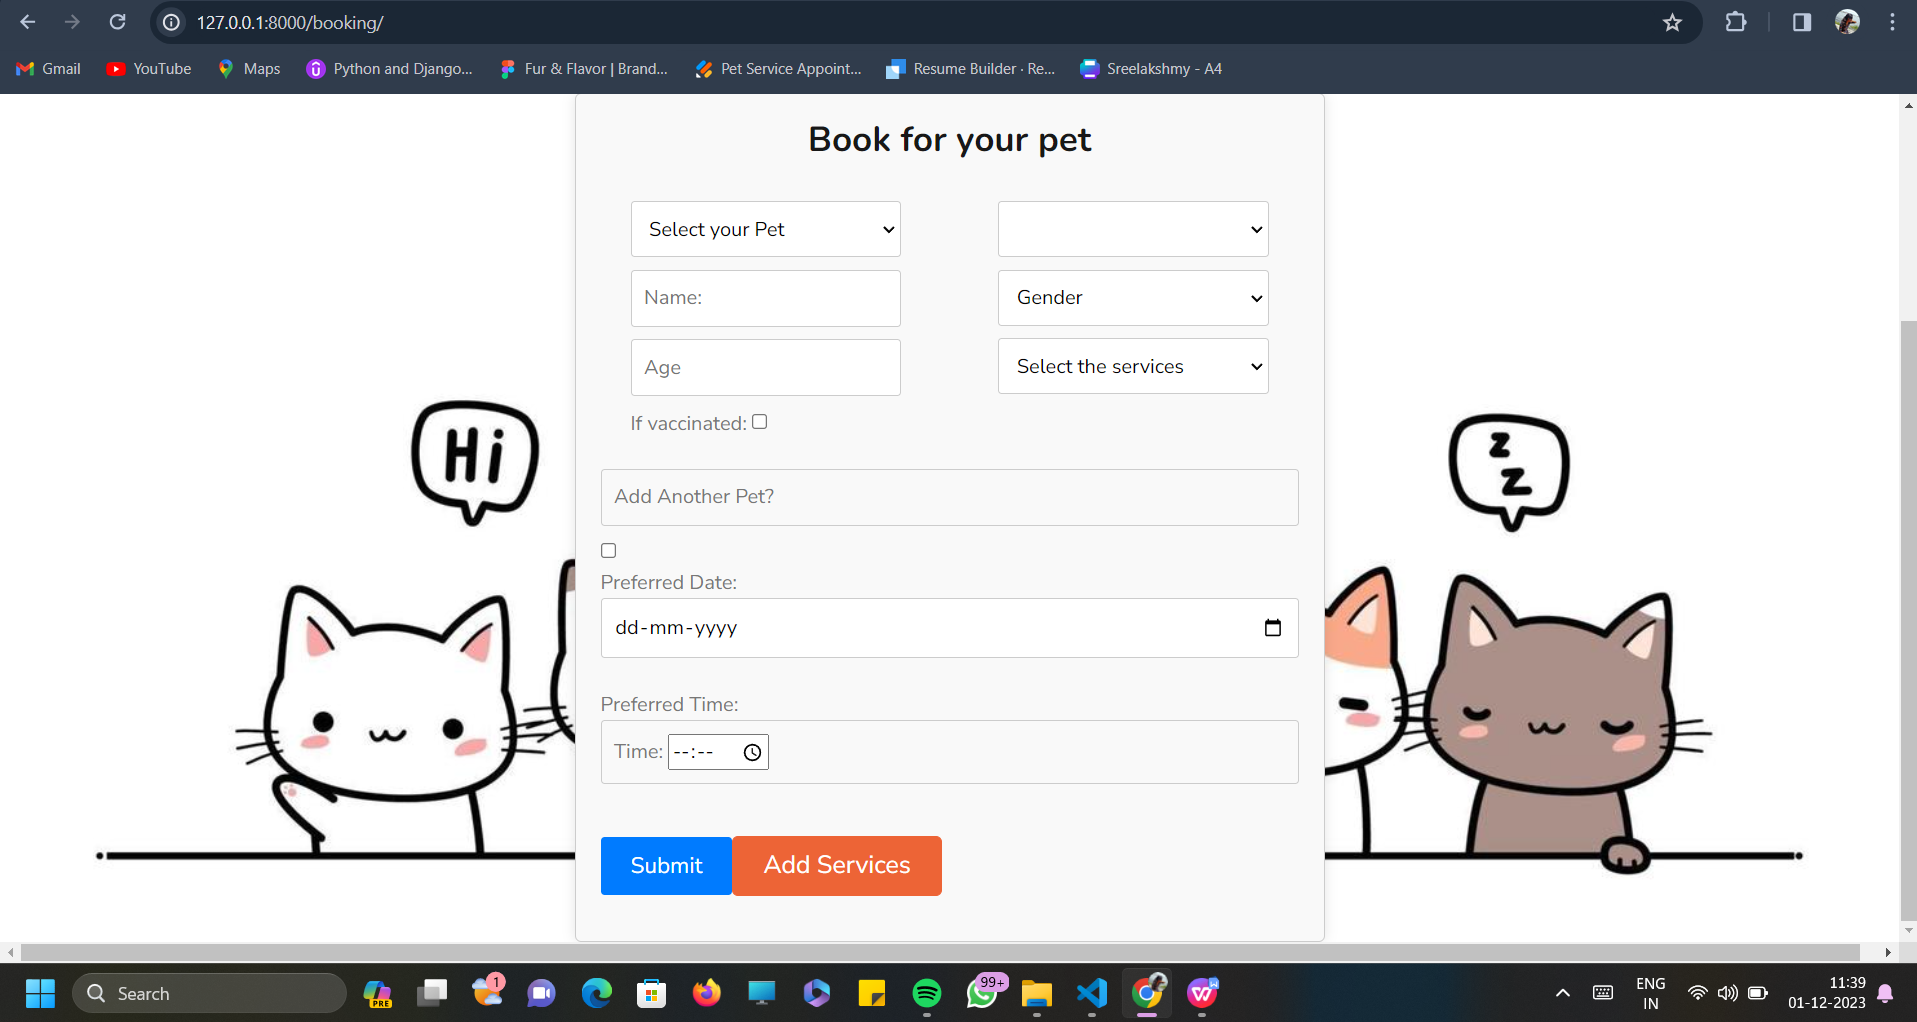 127.0.0.1:8000/booking/
Gmail YouTube Maps Python and Django... Fur & Flavor | Brand... Pet Service Appoint... Resume Builder · Re... Sreelakshmy - A4
Book for your pet
Select your Pet
Name: Gender
Age Select the services
If vaccinated:
Hi
z
z
Add Another Pet?
Preferred Date:
dd-mm-yyyy
Preferred Time:
Time: --:--
Submit Add Services
Search PRE 1 99+ ENG IN 11:39
01-12-2023